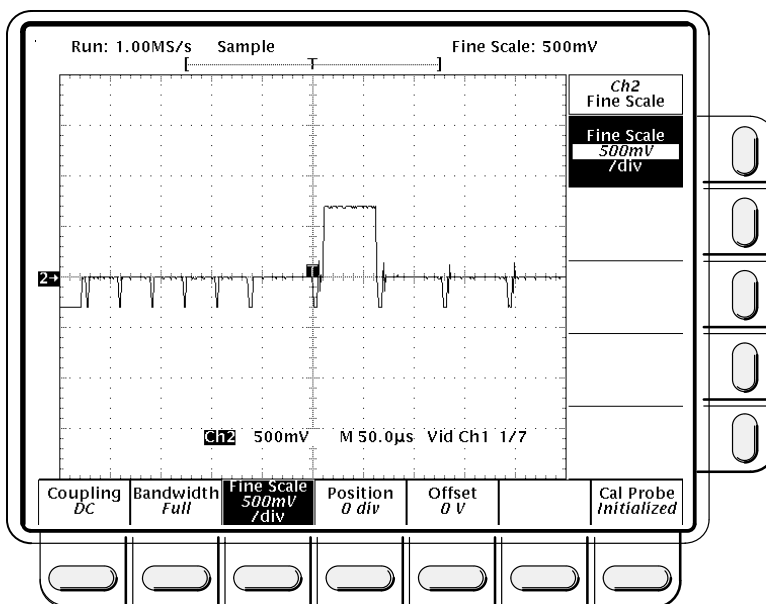 Run: 1.00MS/s Sample Fine Scale: 500mV
[ T ]
Ch2
Fine Scale
Fine Scale
500mV
/div
T
2→
Ch2 500mV M 50.0µs Vid Ch1 1/7
Coupling
DC
Bandwidth
Full
Fine Scale
500mV
/div
Position
0 div
Offset
0 V
Cal Probe
Initialized